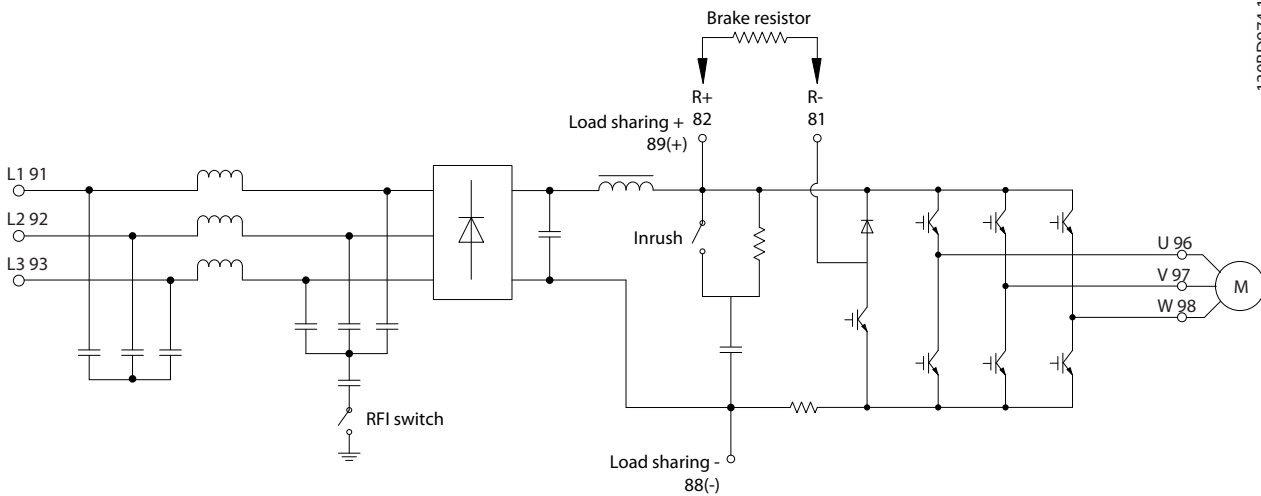 Brake resistor
R+
82
R-
81
Load sharing +
89(+)
L1 91
L2 92
L3 93
Inrush
U 96
V 97
W 98
M
RFI switch
Load sharing -
88(-)